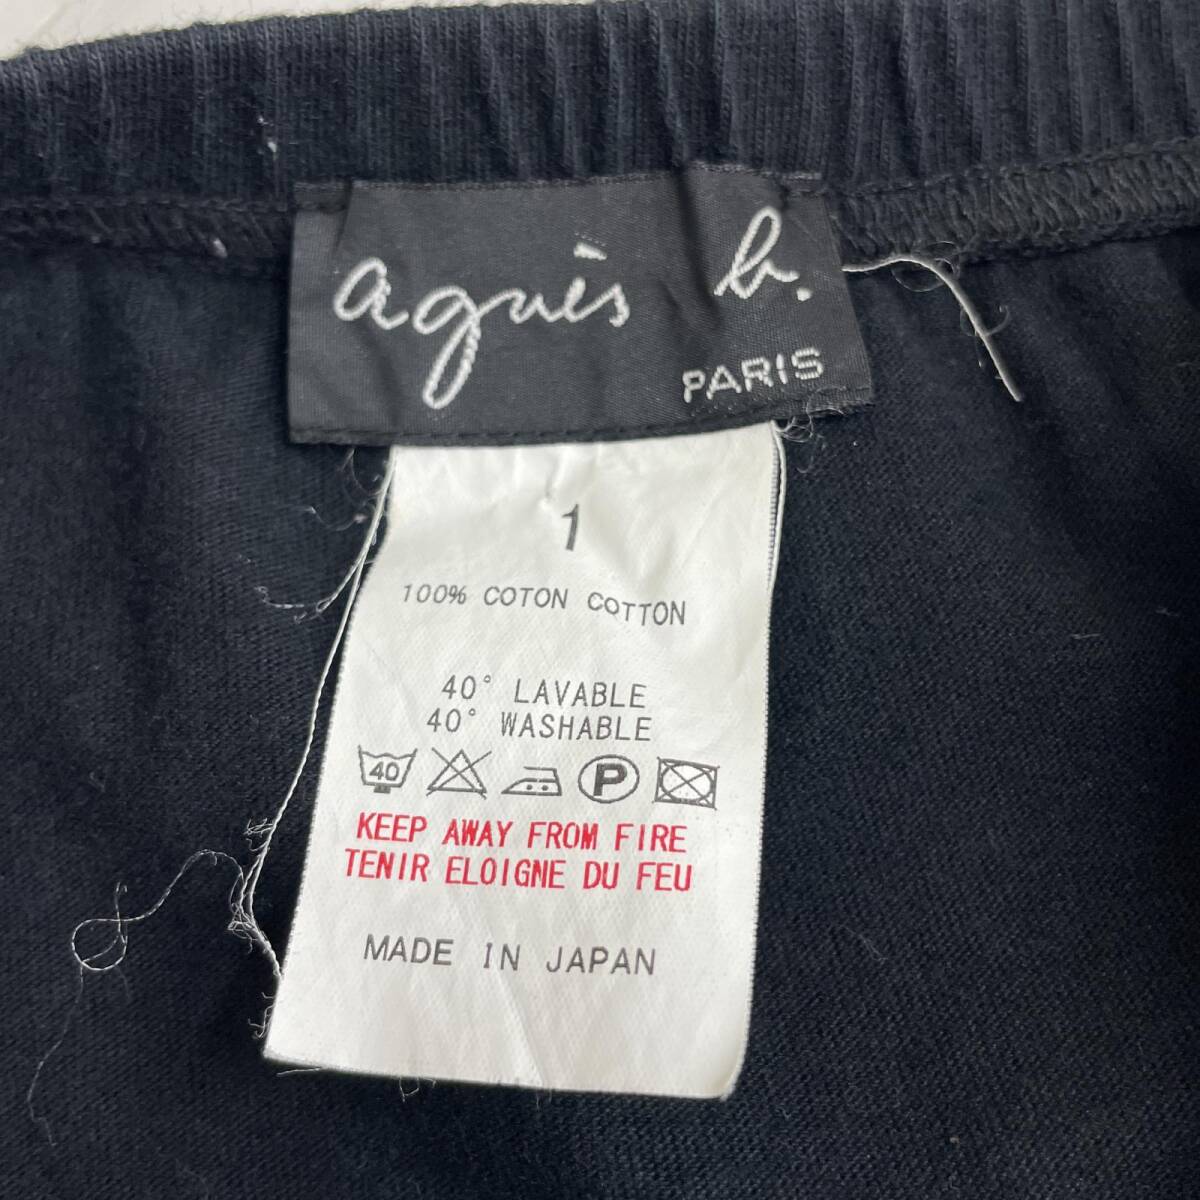 agnès b.
PARIS
1
100% COTON COTTON
40° LAVABLE
40° WASHABLE
40 P
KEEP AWAY FROM FIRE
TENIR ELOIGNE DU FEU
MADE IN JAPAN